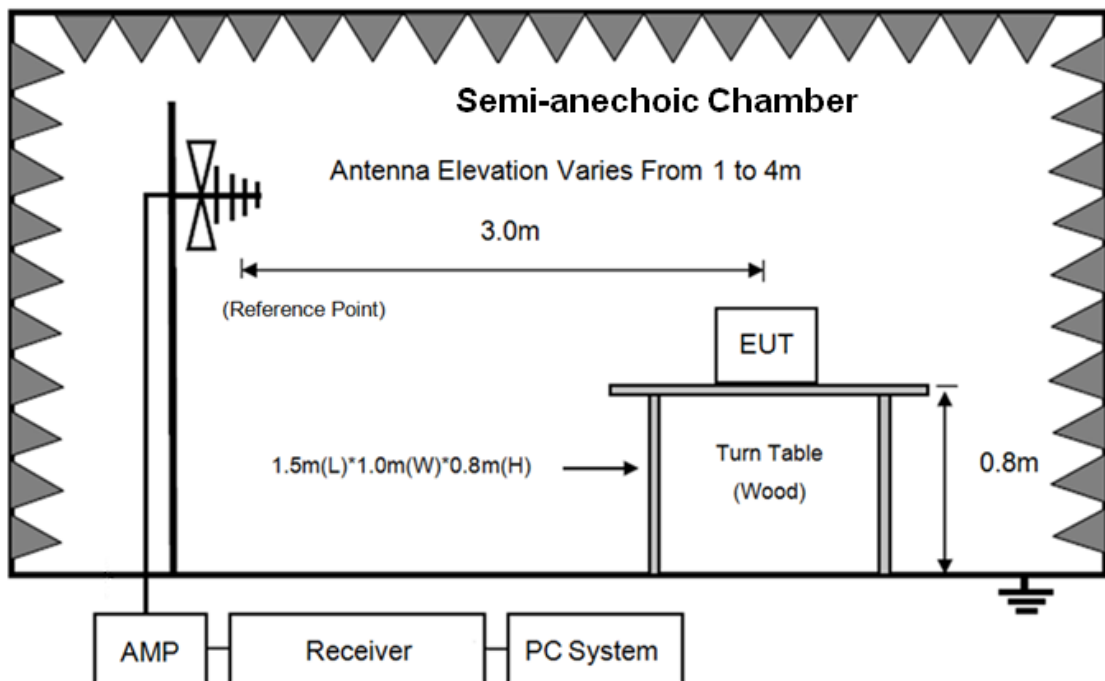 Semi-anechoic Chamber
Antenna Elevation Varies From 1 to 4m
3.0m
(Reference Point)
EUT
1.5m(L)*1.0m(W)*0.8m(H)
Turn Table
(Wood)
0.8m
AMP
Receiver
PC System